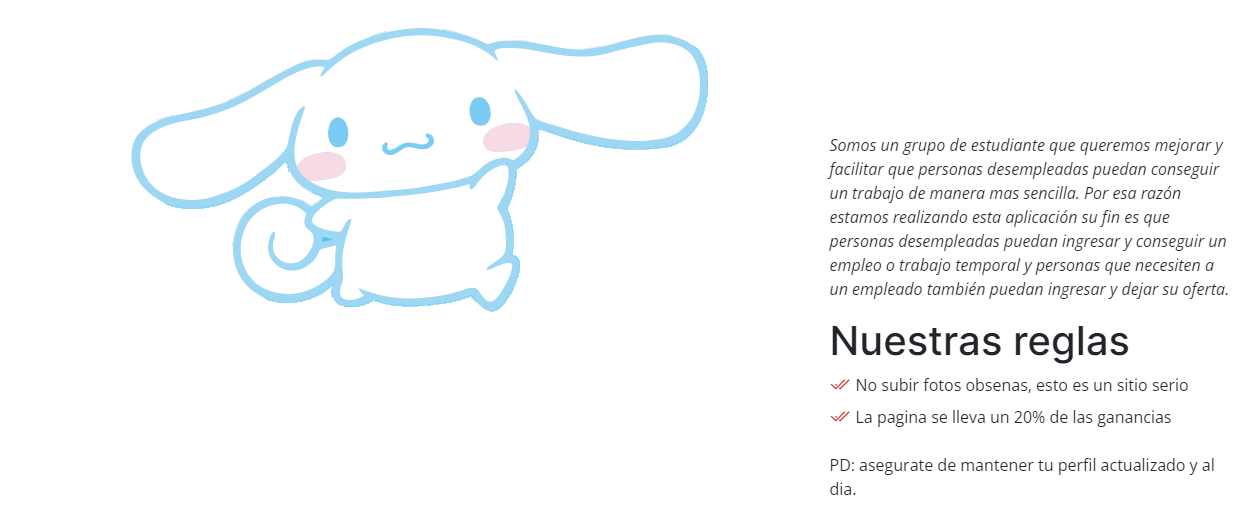 Somos un grupo de estudiante que queremos mejorar y
facilitar que personas desempleadas puedan conseguir
un trabajo de manera mas sencilla. Por esa razón
estamos realizando esta aplicación su fin es que
personas desempleadas puedan ingresar y conseguir un
empleo o trabajo temporal y personas que necesiten a
un empleado también puedan ingresar y dejar su oferta.
Nuestras reglas
No subir fotos obsenas, esto es un sitio serio
La pagina se lleva un 20% de las ganancias
PD: asegurate de mantener tu perfil actualizado y al
dia.